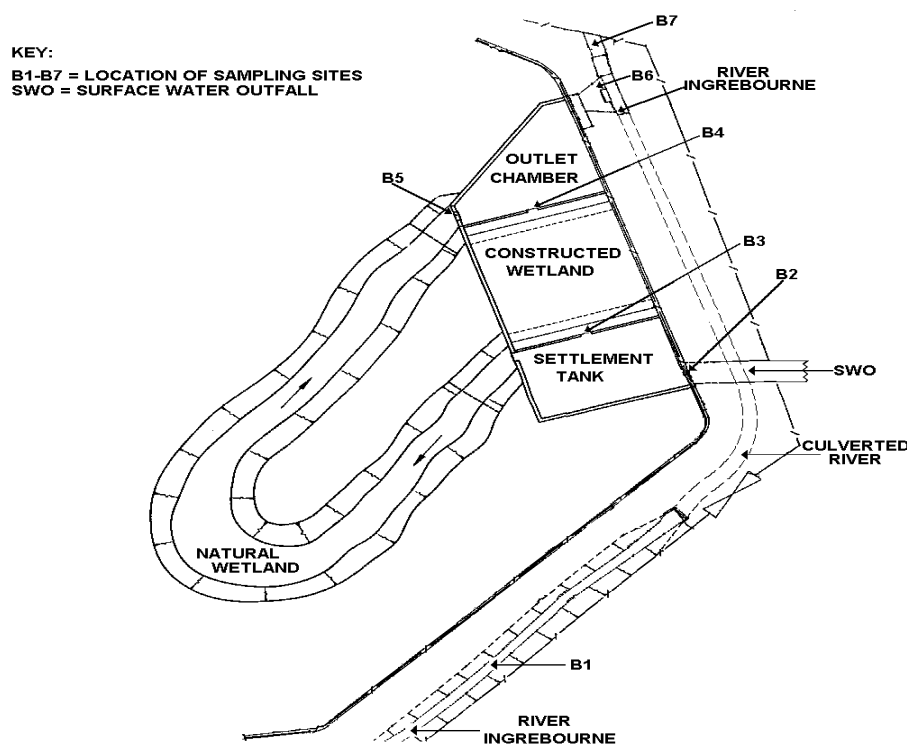 KEY:
B1-B7 = LOCATION OF SAMPLING SITES
SWO = SURFACE WATER OUTFALL
B7
B6
RIVER
INGREBOURNE
B4
OUTLET
CHAMBER
B5
B3
CONSTRUCTED
WETLAND
B2
SETTLEMENT
TANK
SWO
CULVERTED
RIVER
NATURAL
WETLAND
B1
RIVER
INGREBOURNE